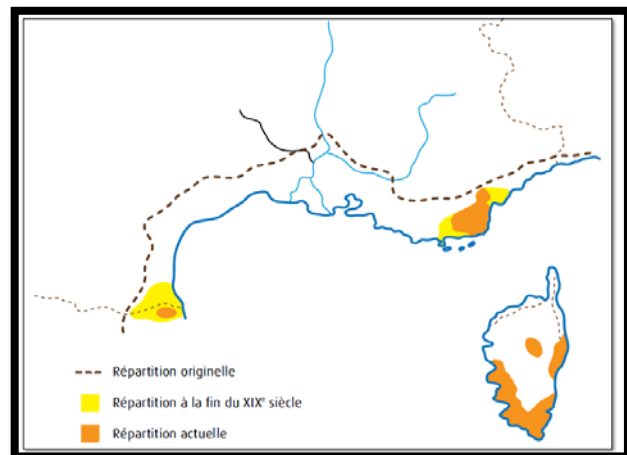 Répartition originelle
Répartition à la fin du XIXe siècle
Répartition actuelle